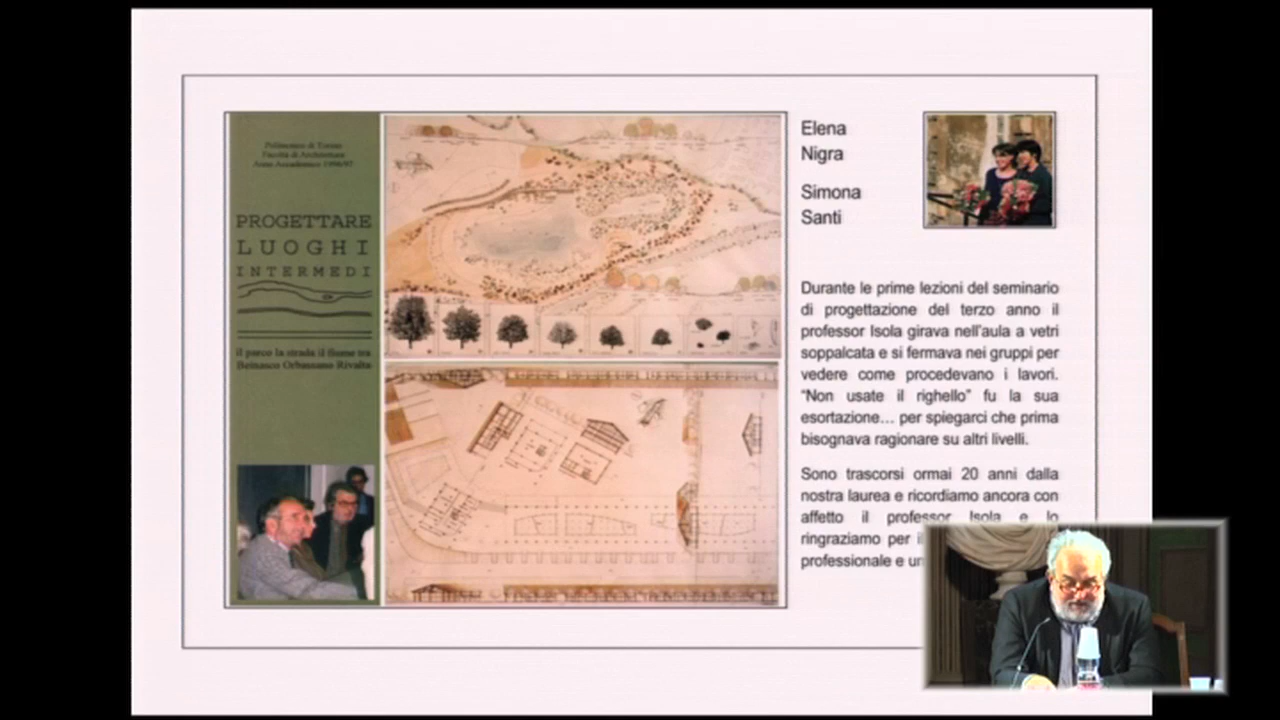 Politecnico di Torino
Facoltà di Architettura
Anno Accademico 1996/97
PROGETTARE
LUOGHI
INTERMEDI
il parco la strada il fiume tra
Beinasco Orbassano Rivalta
Elena
Nigra
Simona
Santi
Durante le prime lezioni del seminario
di progettazione del terzo anno il
professor Isola girava nell'aula a vetri
soppalcata e si fermava nei gruppi per
vedere come procedevano i lavori.
“Non usate il righello” fu la sua
esortazione… per spiegarci che prima
bisognava ragionare su altri livelli.
Sono trascorsi ormai 20 anni dalla
nostra laurea e ricordiamo ancora con
affetto il professor Isola e lo
ringraziamo per
professionale e